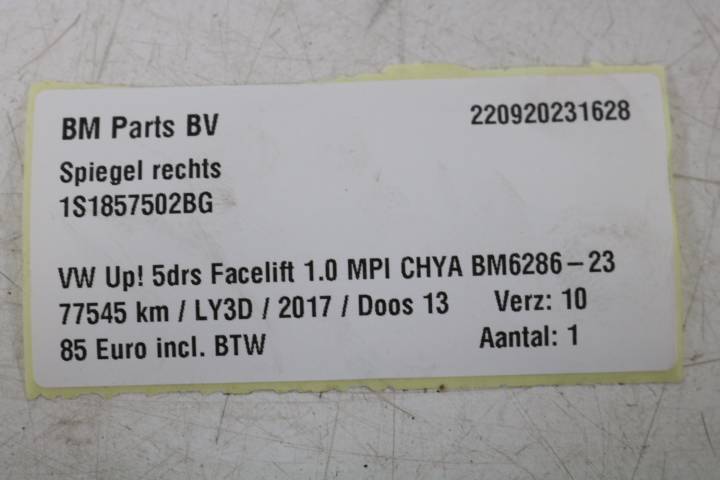 BM Parts BV 220920231628
Spiegel rechts
1S1857502BG
VW Up! 5drs Facelift 1.0 MPI CHYA BM6286-23
77545 km / LY3D / 2017 / Doos 13 Verz: 10
85 Euro incl. BTW Aantal: 1